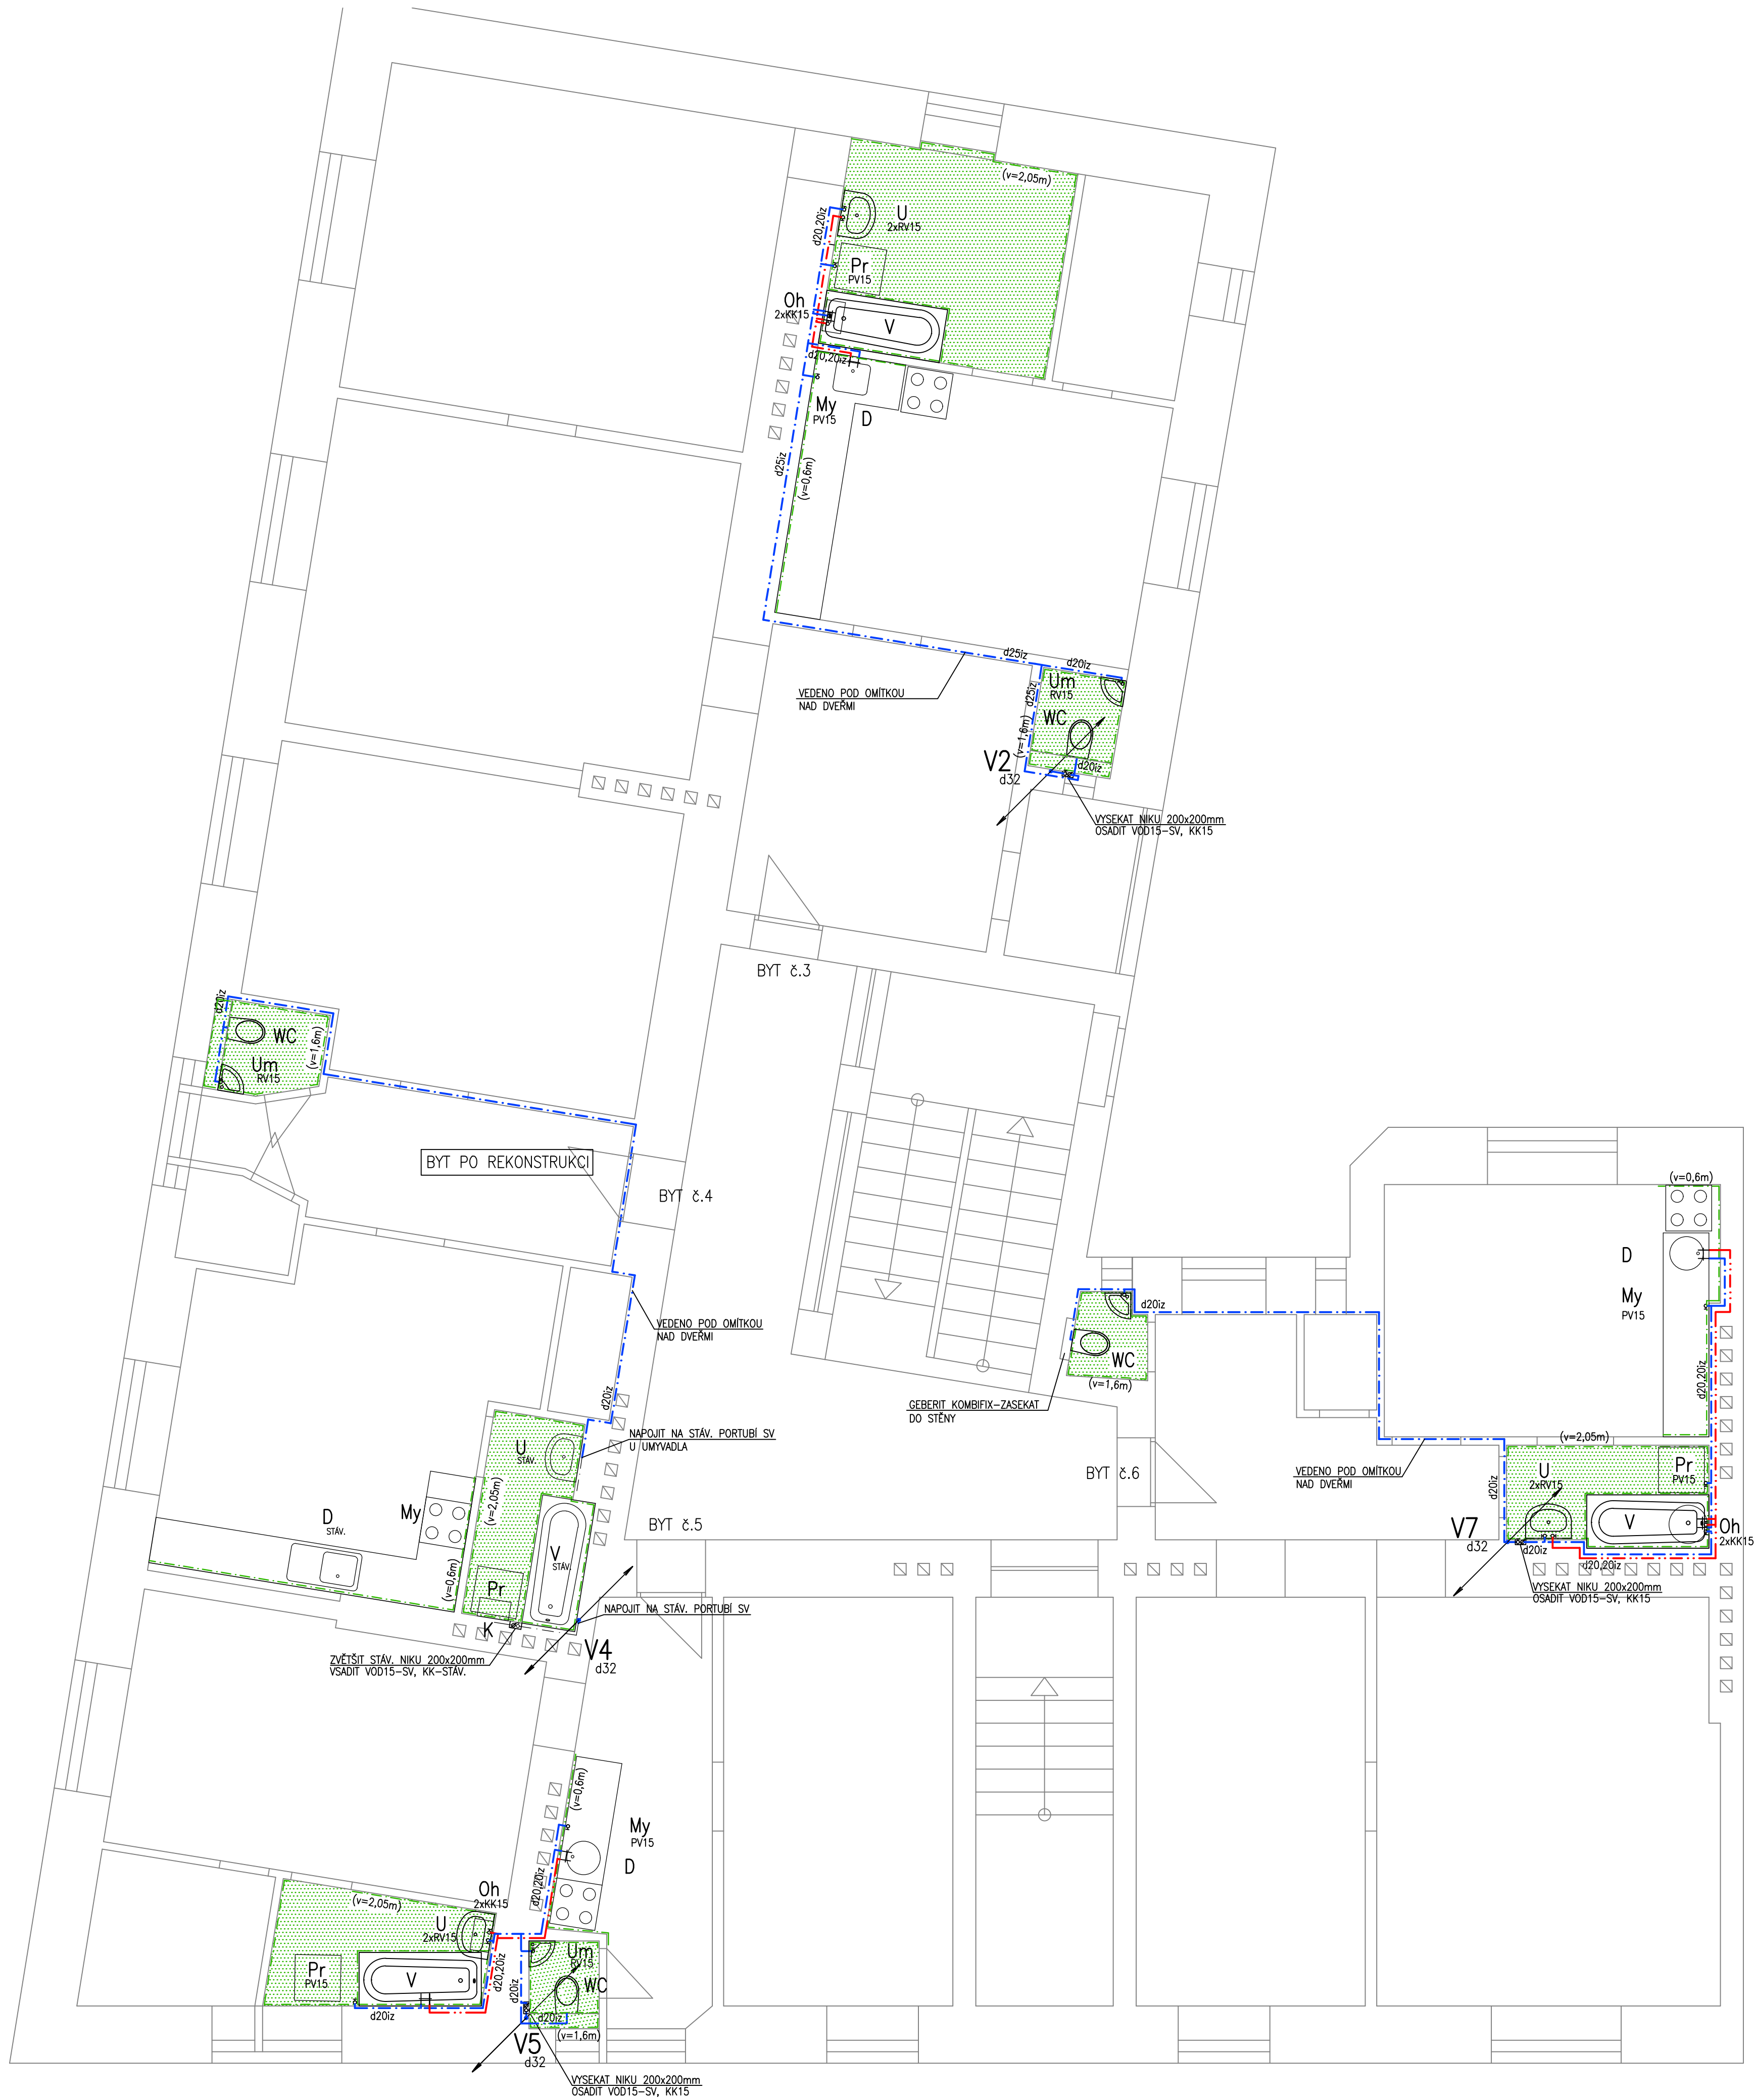 (v=2,05m)
d20,20iz
U
2xRV15
Pr
PV15
Oh
2xKK15
V
d20,20iz
My
PV15
D
d25iz
(v=0,6m)
d25iz
d20iz
Um
RV15
d25iz
WC
(v=1,6m)
VEDENO POD OMÍTKOU
NAD DVEŘMI
V2
d32
d20iz
VYSEKAT NIKU 200x200mm
OSADIT VOD15-SV, KK15
BYT č.3
d20iz
WC
(v=1,6m)
Um
RV15
BYT PO REKONSTRUKCI
BYT č.4
(v=0,6m)
D
My
PV15
d20iz
VEDENO POD OMÍTKOU
NAD DVEŘMI
WC
(v=1,6m)
d20,20iz
GEBERIT KOMBIFIX-ZASEKAT
DO STĚNY
d20iz
NAPOJIT NA STÁV. PORTUBÍ SV
U UMYVADLA
U
STÁV.
(v=2,05m)
BYT č.6
VEDENO POD OMÍTKOU
NAD DVEŘMI
(v=2,05m)
U
2xRV15
Pr
PV15
d20iz
D
STÁV.
My
BYT č.5
V
STÁV.
V7
d32
V
Oh
2xKK15
d20iz
d20,20iz
(v=0,6m)
Pr
VYSEKAT NIKU 200x200mm
OSADIT VOD15-SV, KK15
NAPOJIT NA STÁV. PORTUBÍ SV
K
V4
d32
ZVĚTŠIT STÁV. NIKU 200x200mm
VSADIT VOD15-SV, KK-STÁV.
(v=0,6m)
My
PV15
D
Oh
2xKK15
d20,20iz
(v=2,05m)
U
2xRV15
Um
RV15
Pr
PV15
V
d20,20iz
d20iz
WC
d20iz
d20iz
(v=1,6m)
V5
d32
VYSEKAT NIKU 200x200mm
OSADIT VOD15-SV, KK15